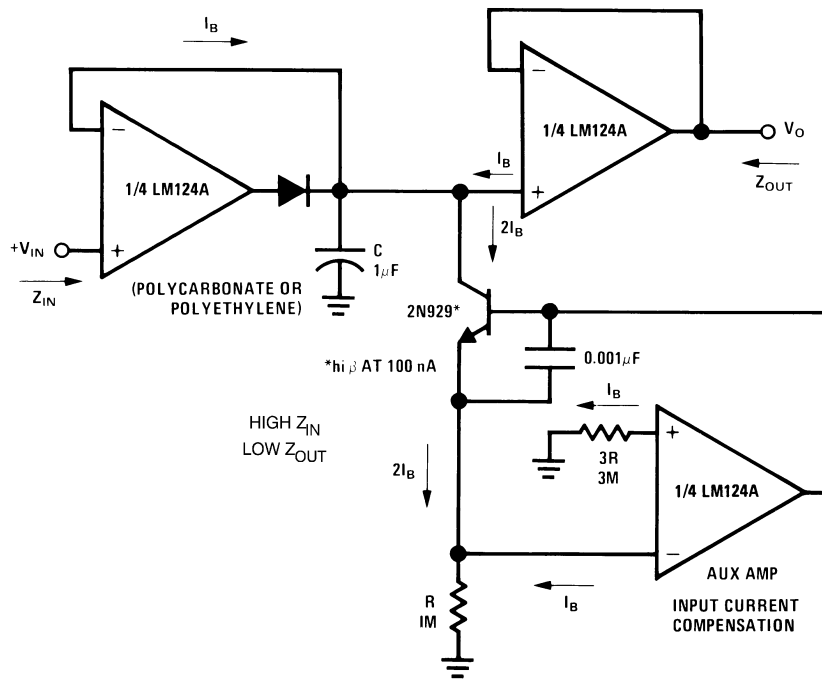 I_B
−
1/4 LM124A
+
+V_IN
Z_IN
C
1μF
(POLYCARBONATE OR
POLYETHYLENE)
−
1/4 LM124A
+
I_B
V_O
Z_OUT
2I_B
2N929*
*hi β AT 100 nA
0.001μF
HIGH Z_IN
LOW Z_OUT
I_B
3R
3M
+
1/4 LM124A
−
2I_B
I_B
R
1M
AUX AMP
INPUT CURRENT
COMPENSATION